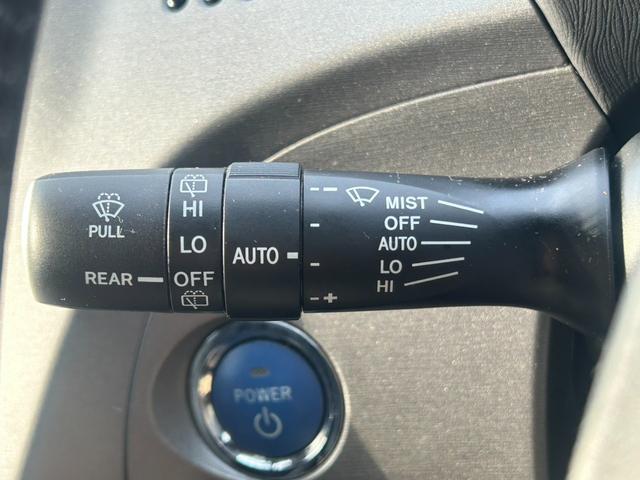 PULL
REAR
HI
LO
OFF
AUTO
- +
MIST
OFF
AUTO
LO
HI
POWER